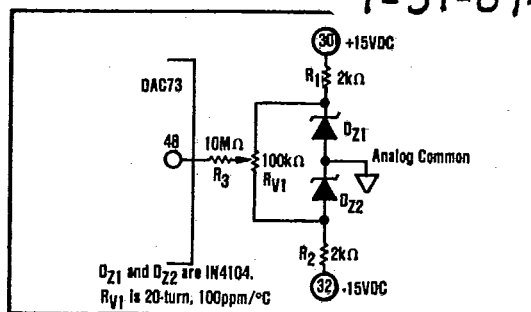 30 +15VDC
R1 2kΩ
DAC73
DZ1
48 10MΩ
R3
100kΩ
RV1
Analog Common
DZ2
R2 2kΩ
32 -15VDC
DZ1 and DZ2 are IN4104.
RV1 is 20-turn, 100ppm/°C